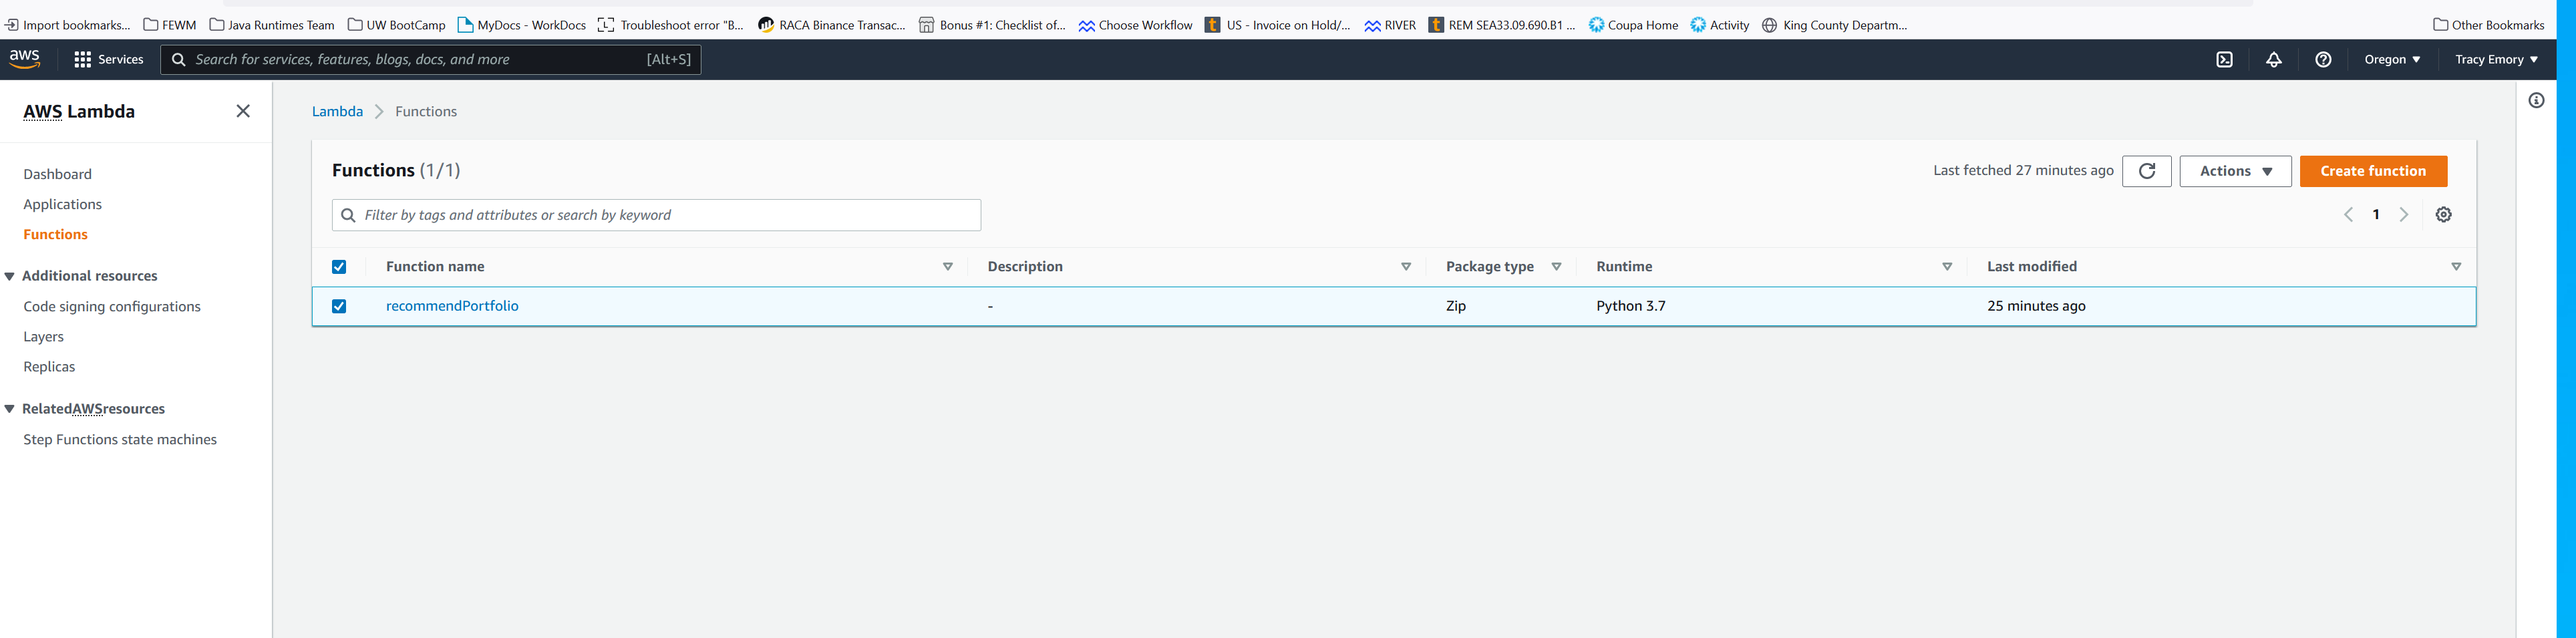 Import bookmarks... FEWM Java Runtimes Team UW BootCamp MyDocs - WorkDocs Troubleshoot error "B... RACA Binance Transac... Bonus #1: Checklist of... Choose Workflow US - Invoice on Hold/... RIVER REM SEA33.09.690.B1 ... Coupa Home Activity King County Departm... Other Bookmarks
aws Services Search for services, features, blogs, docs, and more [Alt+S] Oregon Tracy Emory
AWS Lambda
Lambda Functions
Functions (1/1) Last fetched 27 minutes ago Actions Create function
Dashboard
Applications
Filter by tags and attributes or search by keyword 1
Functions
Function name Description Package type Runtime Last modified
Additional resources
recommendPortfolio - Zip Python 3.7 25 minutes ago
Code signing configurations
Layers
Replicas
RelatedAWSresources
Step Functions state machines